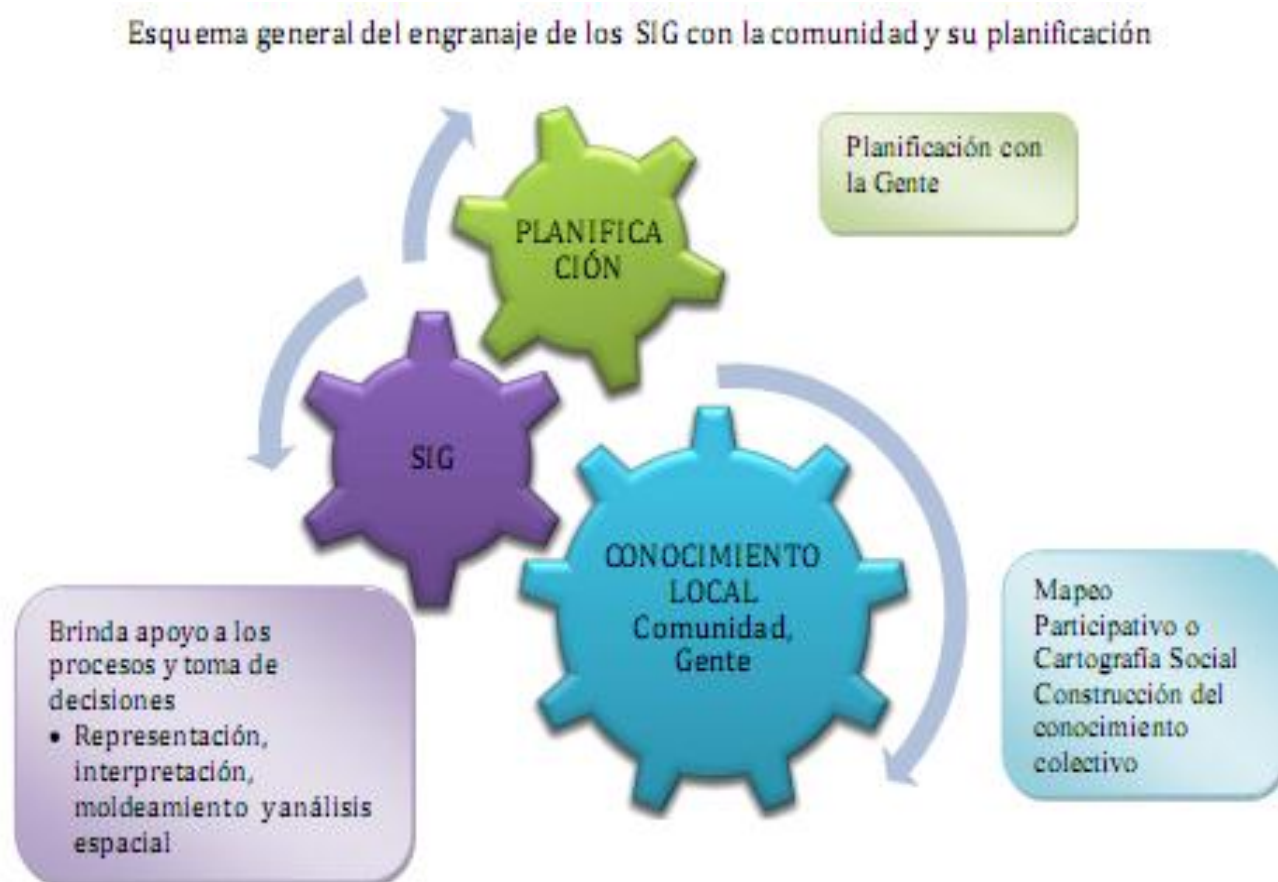 Esquema general del engranaje de los SIG con la comunidad y su planificación
Planificación con
la Gente
PLANIFICA
CIÓN
SIG
CONOCIMIENTO
LOCAL
Comunidad,
Gente
Brinda apoyo a los
procesos y toma de
decisiones
• Representación,
interpretación,
moldeamiento y análisis
espacial
Mapeo
Participativo o
Cartografía Social
Construcción del
conocimiento
colectivo